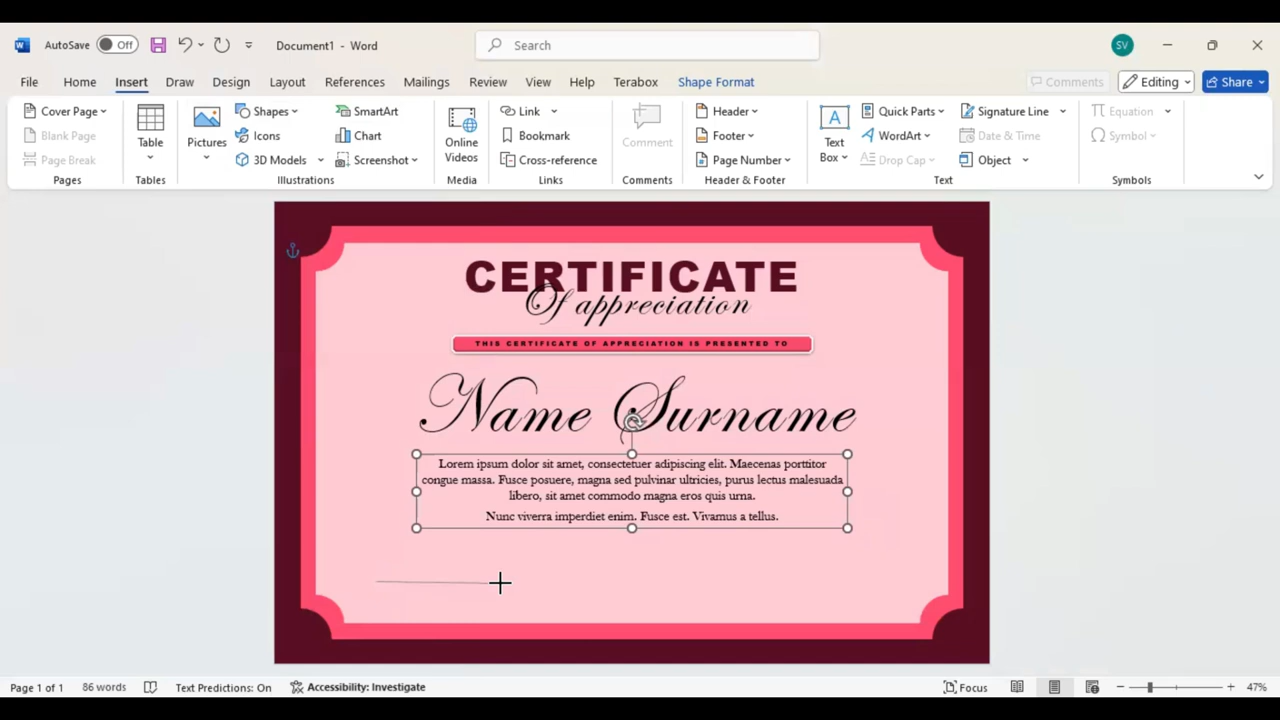 AutoSave Off Document1 - Word Search SV
File Home Insert Draw Design Layout References Mailings Review View Help Terabox Shape Format Comments Editing Share
Cover Page
Blank Page
Page Break
Pages
Table
Tables
Pictures
Shapes
Icons
3D Models
SmartArt
Chart
Screenshot
Illustrations
Online
Videos
Media
Link
Bookmark
Cross-reference
Links
Comment
Comments
Header
Footer
Page Number
Header & Footer
A
Text
Box
Quick Parts
WordArt
Drop Cap
Signature Line
Date & Time
Object
Text
Equation
Symbol
Symbols
CERTIFICATE
Of appreciation
THIS CERTIFICATE OF APPRECIATION IS PRESENTED TO
Name Surname
Lorem ipsum dolor sit amet, consectetuer adipiscing elit. Maecenas porttitor
congue massa. Fusce posuere, magna sed pulvinar ultricies, purus lectus malesuada
libero, sit amet commodo magna eros quis urna.
Nunc viverra imperdiet enim. Fusce est. Vivamus a tellus.
Page 1 of 1 86 words Text Predictions: On Accessibility: Investigate Focus 47%